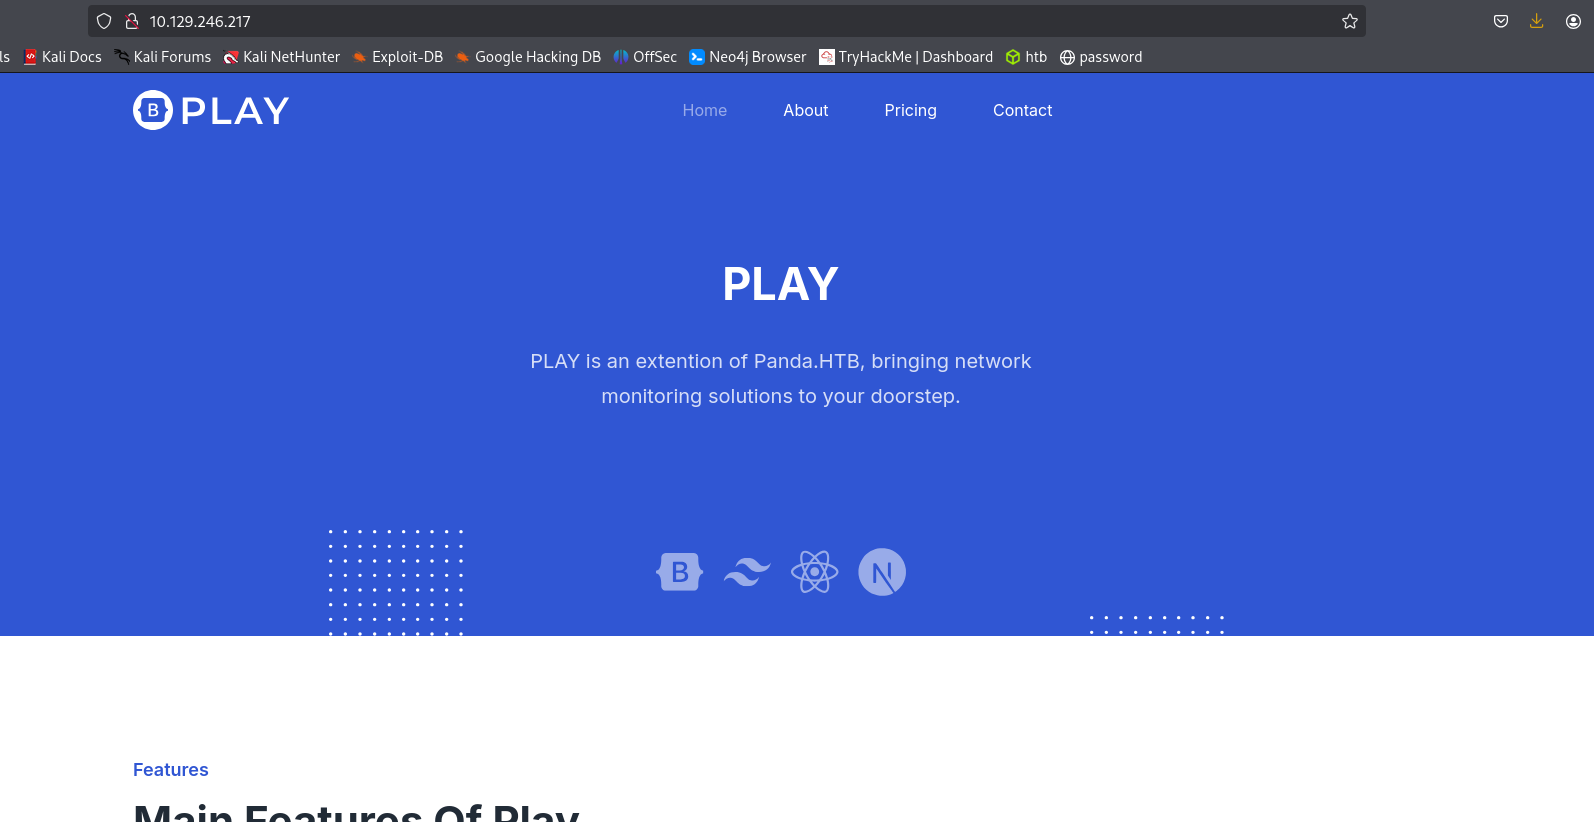 10.129.246.217
ls Kali Docs Kali Forums Kali NetHunter Exploit-DB Google Hacking DB OffSec Neo4j Browser TryHackMe | Dashboard htb password
B PLAY Home About Pricing Contact
PLAY
PLAY is an extention of Panda.HTB, bringing network
monitoring solutions to your doorstep.
B N
Features
Main Features Of Play